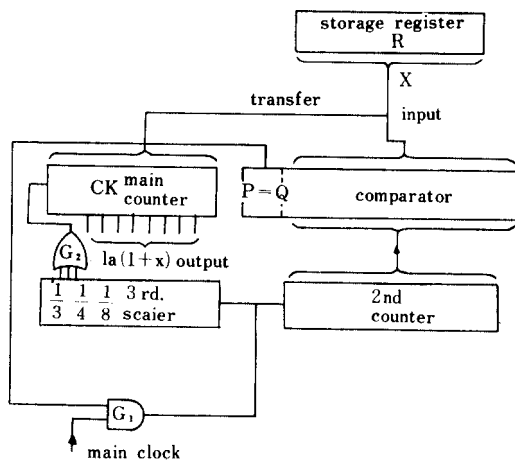 storage register
R
X
transfer
input
CK main
counter
P = Q
comparator
G₂
la(1+x) output
1/3 1/4 1/8 3 rd.
scaier
2nd
counter
G₁
main clock